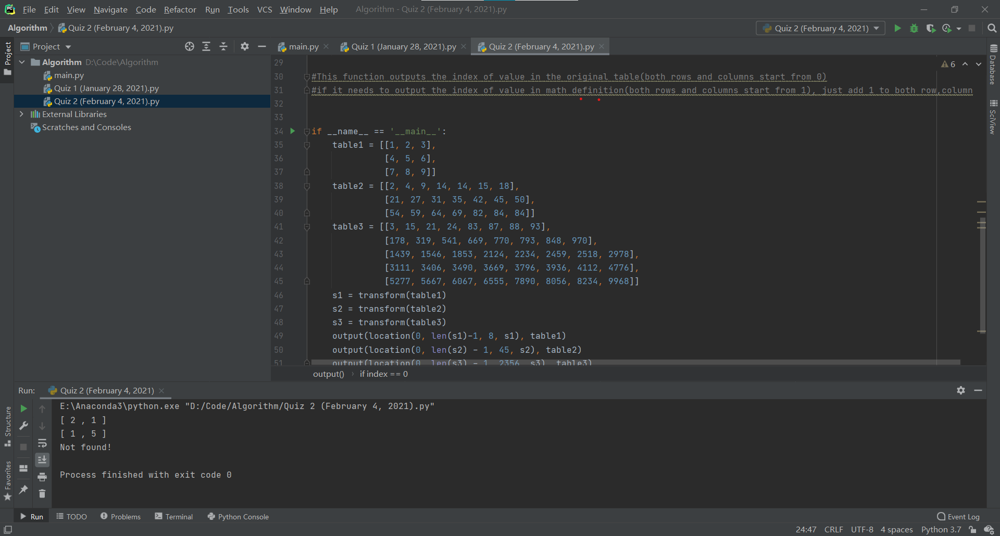 File Edit View Navigate Code Refactor Run Tools VCS Window Help Algorithm - Quiz 2 (February 4, 2021).py
Algorithm Quiz 2 (February 4, 2021).py Quiz 2 (February 4, 2021)
Project
Project main.py Quiz 1 (January 28, 2021).py Quiz 2 (February 4, 2021).py
Algorithm D:\Code\Algorithm
main.py
Quiz 1 (January 28, 2021).py
Quiz 2 (February 4, 2021).py
External Libraries
Scratches and Consoles
6
29
30 #This function outputs the index of value in the original table(both rows and columns start from 0)
31 #if it needs to output the index of value in math definition(both rows and columns start from 1), just add 1 to both row,column
32
33
34 if __name__ == '__main__':
35 table1 = [[1, 2, 3],
36 [4, 5, 6],
37 [7, 8, 9]]
38 table2 = [[2, 4, 9, 14, 14, 15, 18],
39 [21, 27, 31, 35, 42, 45, 50],
40 [54, 59, 64, 69, 82, 84, 84]]
41 table3 = [[3, 15, 21, 24, 83, 87, 88, 93],
42 [178, 319, 541, 669, 770, 793, 848, 970],
43 [1439, 1546, 1853, 2124, 2234, 2459, 2518, 2978],
44 [3111, 3406, 3490, 3669, 3796, 3936, 4112, 4776],
45 [5277, 5667, 6067, 6555, 7890, 8056, 8234, 9968]]
46 s1 = transform(table1)
47 s2 = transform(table2)
48 s3 = transform(table3)
49 output(location(0, len(s1)-1, 8, s1), table1)
50 output(location(0, len(s2) - 1, 45, s2), table2)
51 output(location(0, len(s3) - 1, 2356, s3), table3)
output() if index == 0
Database
SciView
Structure
Favorites
Run: Quiz 2 (February 4, 2021)
E:\Anaconda3\python.exe "D:/Code/Algorithm/Quiz 2 (February 4, 2021).py"
[ 2 , 1 ]
[ 1 , 5 ]
Not found!
Process finished with exit code 0
Run TODO Problems Terminal Python Console Event Log
24:47 CRLF UTF-8 4 spaces Python 3.7